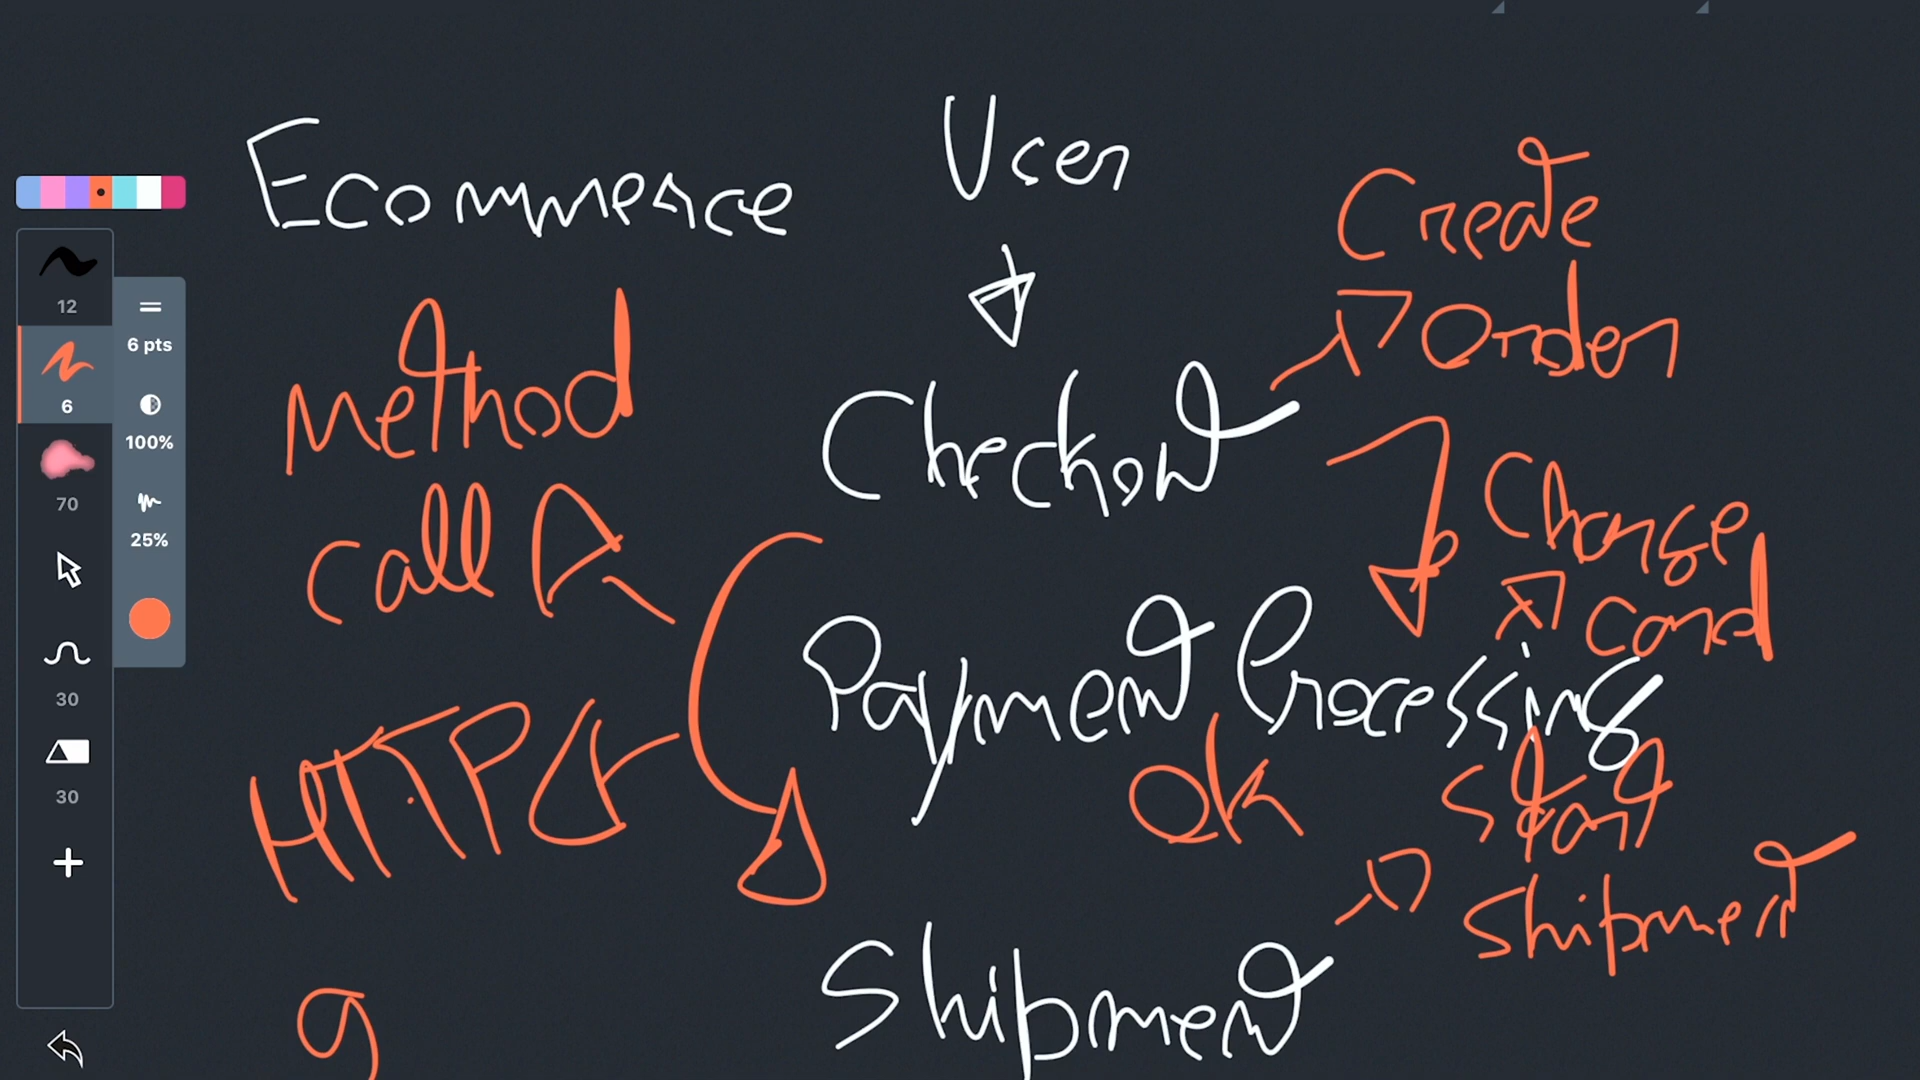 Ecommerce
User
Create
Order
Method
Checkout
call
Charge
Card
Payment Processing
HTTP
Ok
Start
Shipment
Shipment
g
12
6
70
30
30
6 pts
100%
25%